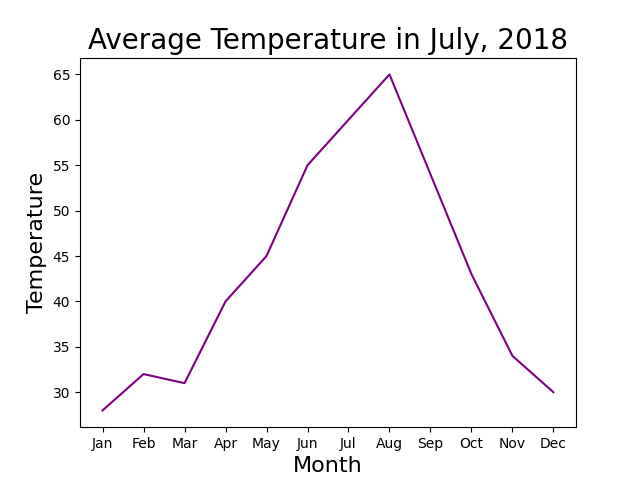 Average Temperature in July, 2018
Temperature
65
60
55
50
45
40
35
30
Jan Feb Mar Apr May Jun Jul Aug Sep Oct Nov Dec
Month